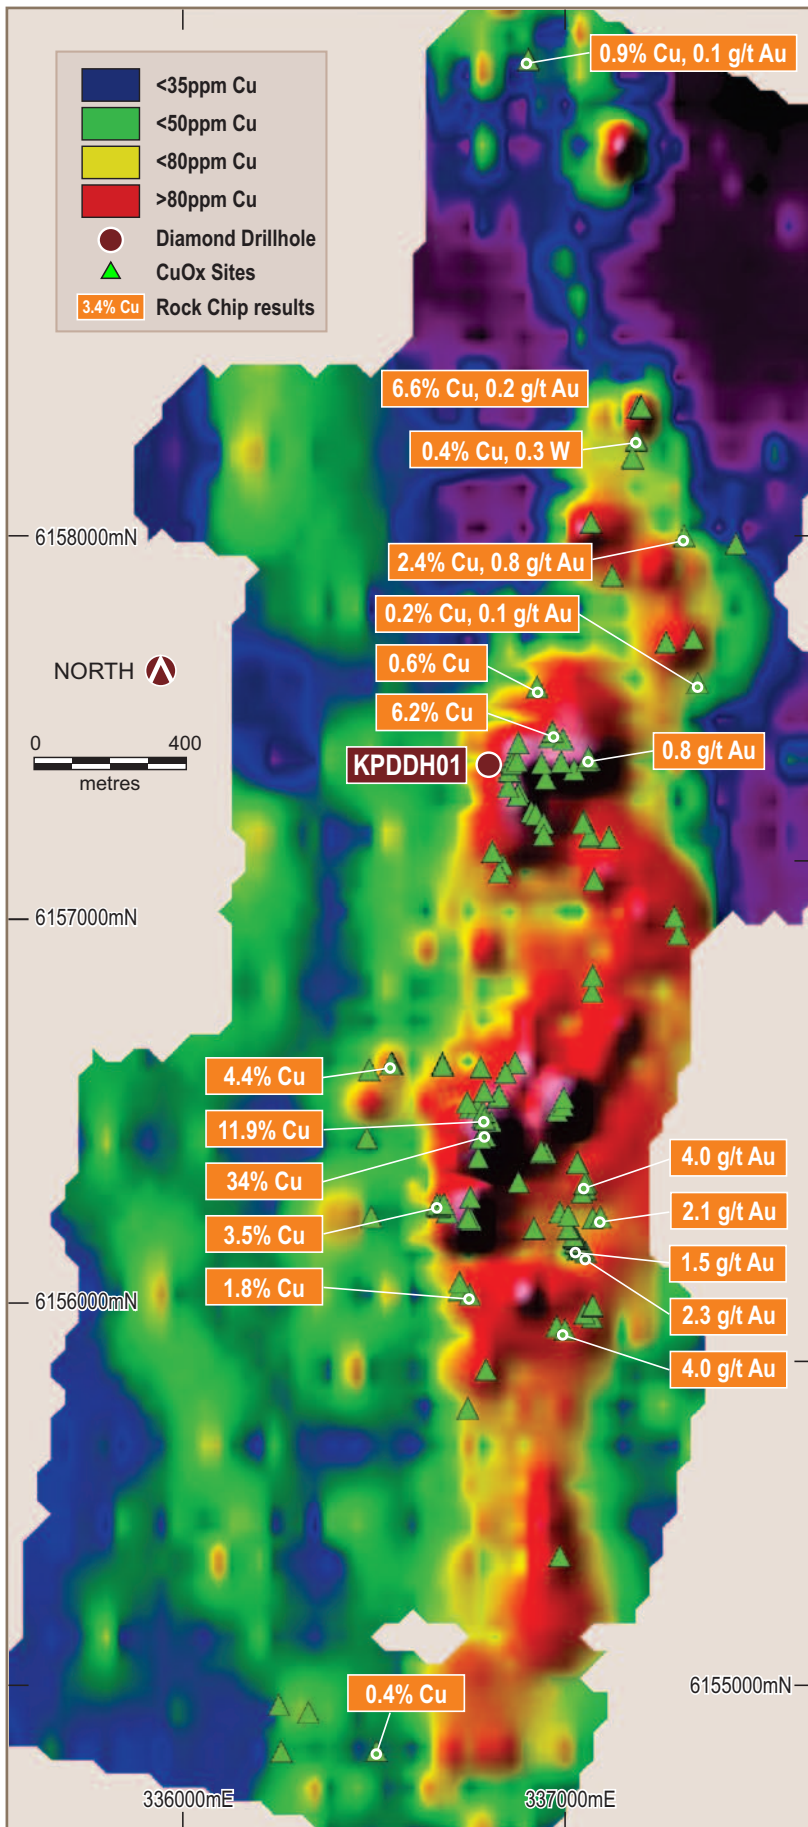 0.9% Cu, 0.1 g/t Au
<35ppm Cu
<50ppm Cu
<80ppm Cu
>80ppm Cu
Diamond Drillhole
CuOx Sites
3.4% Cu Rock Chip results
6.6% Cu, 0.2 g/t Au
0.4% Cu, 0.3 W
6158000mN
2.4% Cu, 0.8 g/t Au
0.2% Cu, 0.1 g/t Au
NORTH
0.6% Cu
6.2% Cu
0 400
metres
KPDDH01
0.8 g/t Au
6157000mN
4.4% Cu
11.9% Cu
34% Cu
3.5% Cu
1.8% Cu
4.0 g/t Au
2.1 g/t Au
1.5 g/t Au
2.3 g/t Au
4.0 g/t Au
6156000mN
6155000mN
0.4% Cu
336000mE
337000mE